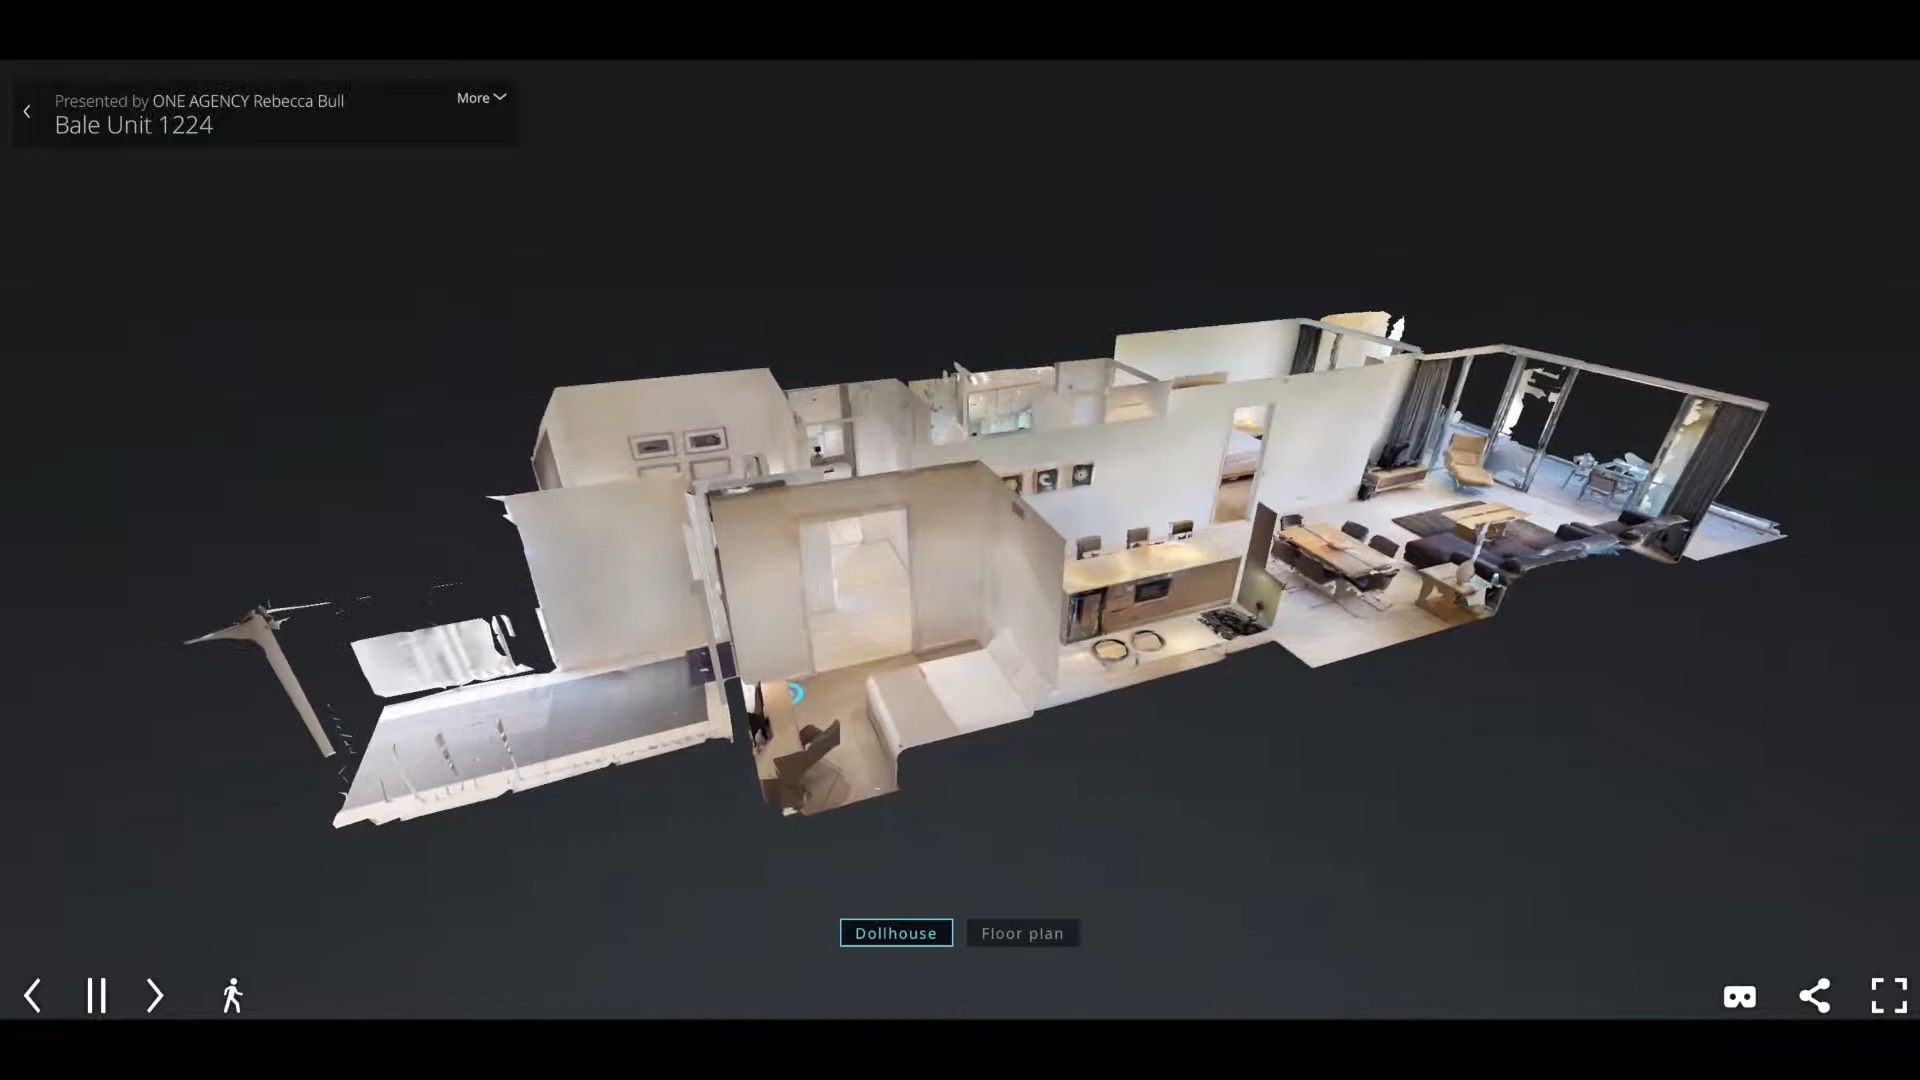 Presented by ONE AGENCY Rebecca Bull
More
Bale Unit 1224
Dollhouse
Floor plan